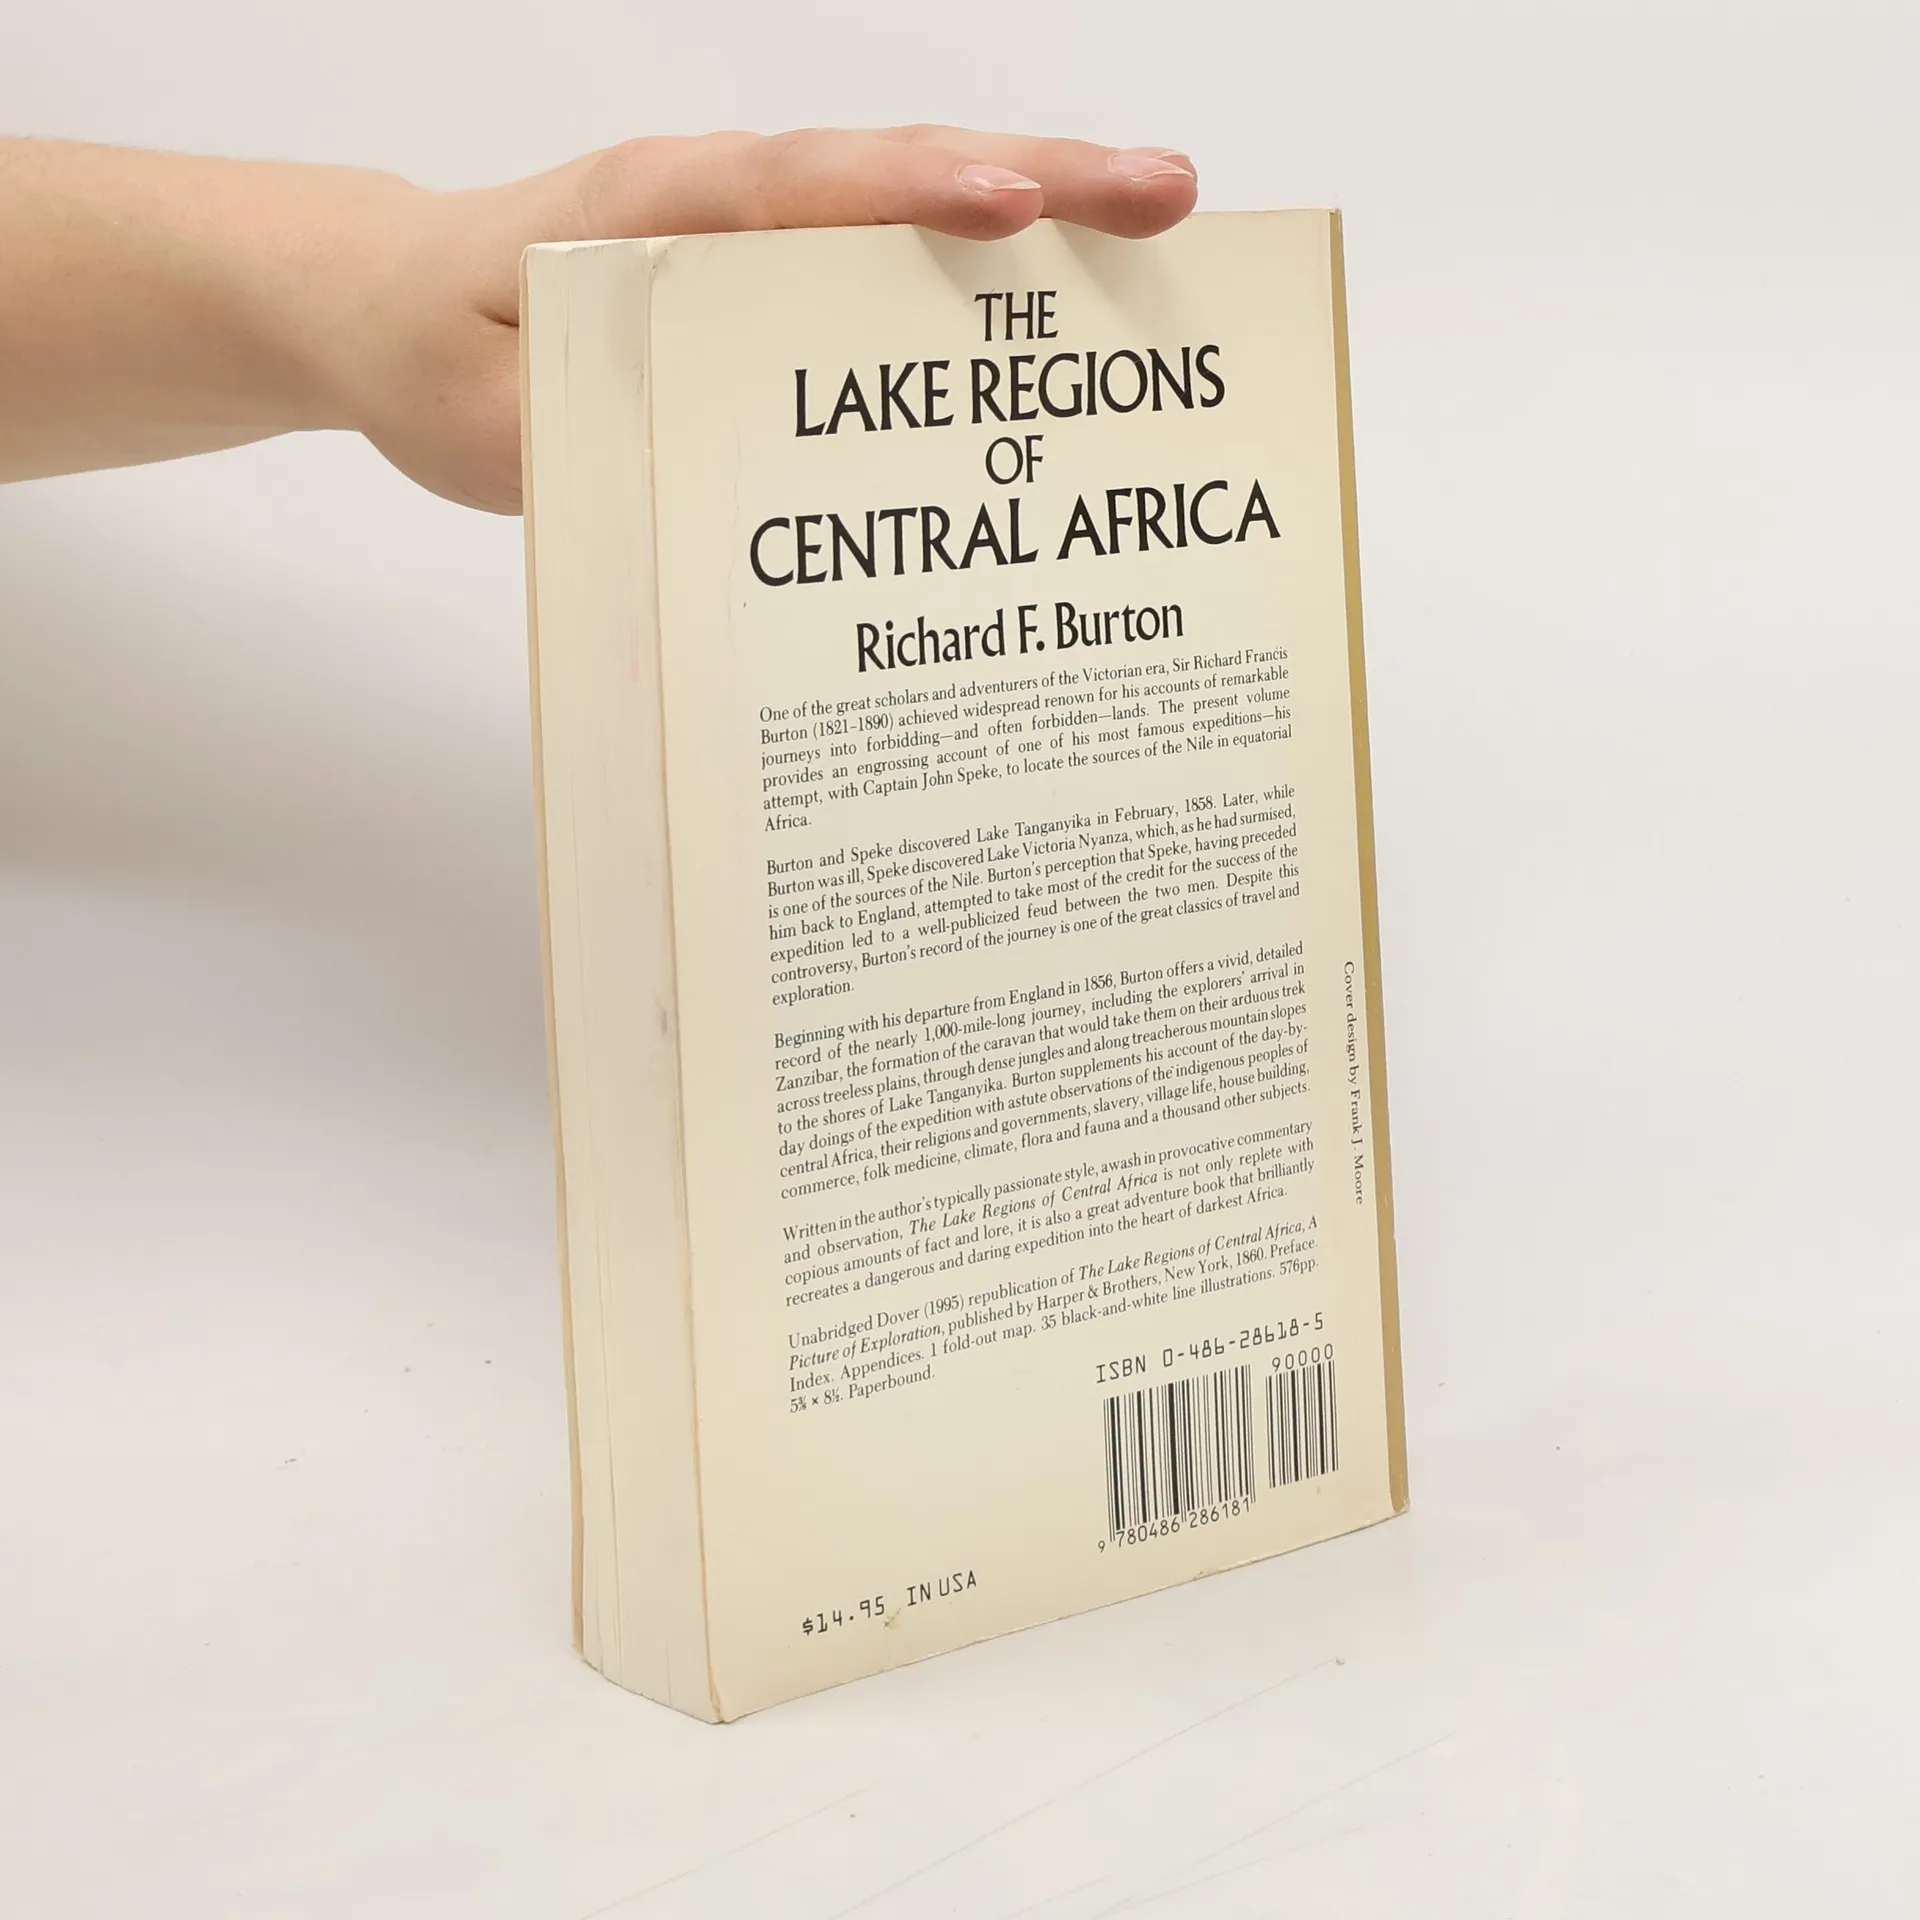 THE
LAKE REGIONS
OF
CENTRAL AFRICA
Richard F. Burton
One of the great scholars and adventurers of the Victorian era, Sir Richard Francis
Burton (1821–1890) achieved widespread renown for his accounts of remarkable
journeys into forbidding—and often forbidden—lands. The present volume
provides an engrossing account of one of his most famous expeditions—his
attempt, with Captain John Speke, to locate the sources of the Nile in equatorial
Africa.
Burton and Speke discovered Lake Tanganyika in February, 1858. Later, while
Burton was ill, Speke discovered Lake Victoria Nyanza, which, as he had surmised,
is one of the sources of the Nile. Burton's perception that Speke, having preceded
him back to England, attempted to take most of the credit for the success of the
expedition led to a well-publicized feud between the two men. Despite this
controversy, Burton's record of the journey is one of the great classics of travel and
exploration.
Beginning with his departure from England in 1856, Burton offers a vivid, detailed
record of the nearly 1,000-mile-long journey, including the explorers' arrival in
Zanzibar, the formation of the caravan that would take them on their arduous trek
across treeless plains, through dense jungles and along treacherous mountain slopes
to the shores of Lake Tanganyika. Burton supplements his account of the day-by-
day doings of the expedition with astute observations of the indigenous peoples of
central Africa, their religions and governments, slavery, village life, house building,
commerce, folk medicine, climate, flora and fauna and a thousand other subjects.
Written in the author's typically passionate style, awash in provocative commentary
and observation, The Lake Regions of Central Africa is not only replete with
copious amounts of fact and lore, it is also a great adventure book that brilliantly
recreates a dangerous and daring expedition into the heart of darkest Africa.
Unabridged Dover (1995) republication of The Lake Regions of Central Africa, A
Picture of Exploration, published by Harper & Brothers, New York, 1860. Preface.
Index. Appendices. 1 fold-out map. 35 black-and-white line illustrations. 576pp.
5⅜ × 8½. Paperbound.
Cover design by Frank J. Moore
ISBN 0-486-28618-5
90000
9 780486 286181
$14.95 IN USA